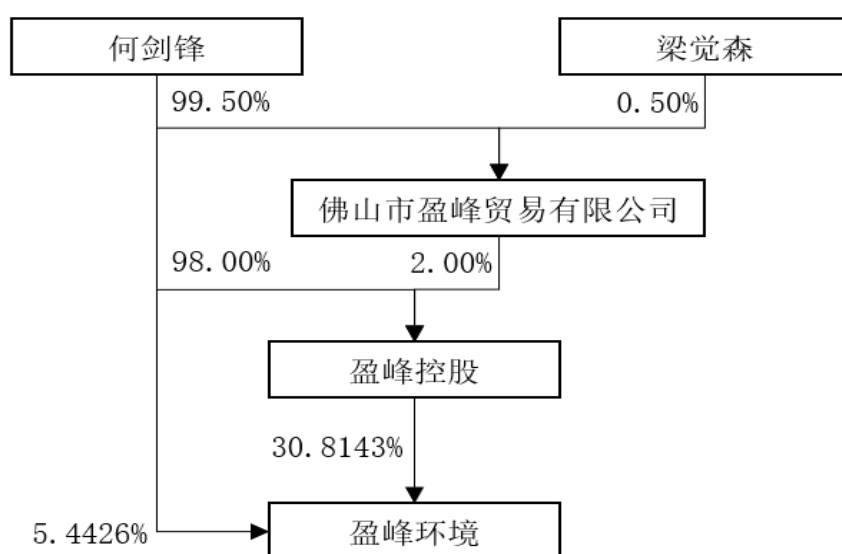 何剑锋
梁觉森
99.50%
0.50%
佛山市盈峰贸易有限公司
98.00%
2.00%
盈峰控股
30.8143%
5.4426%
盈峰环境